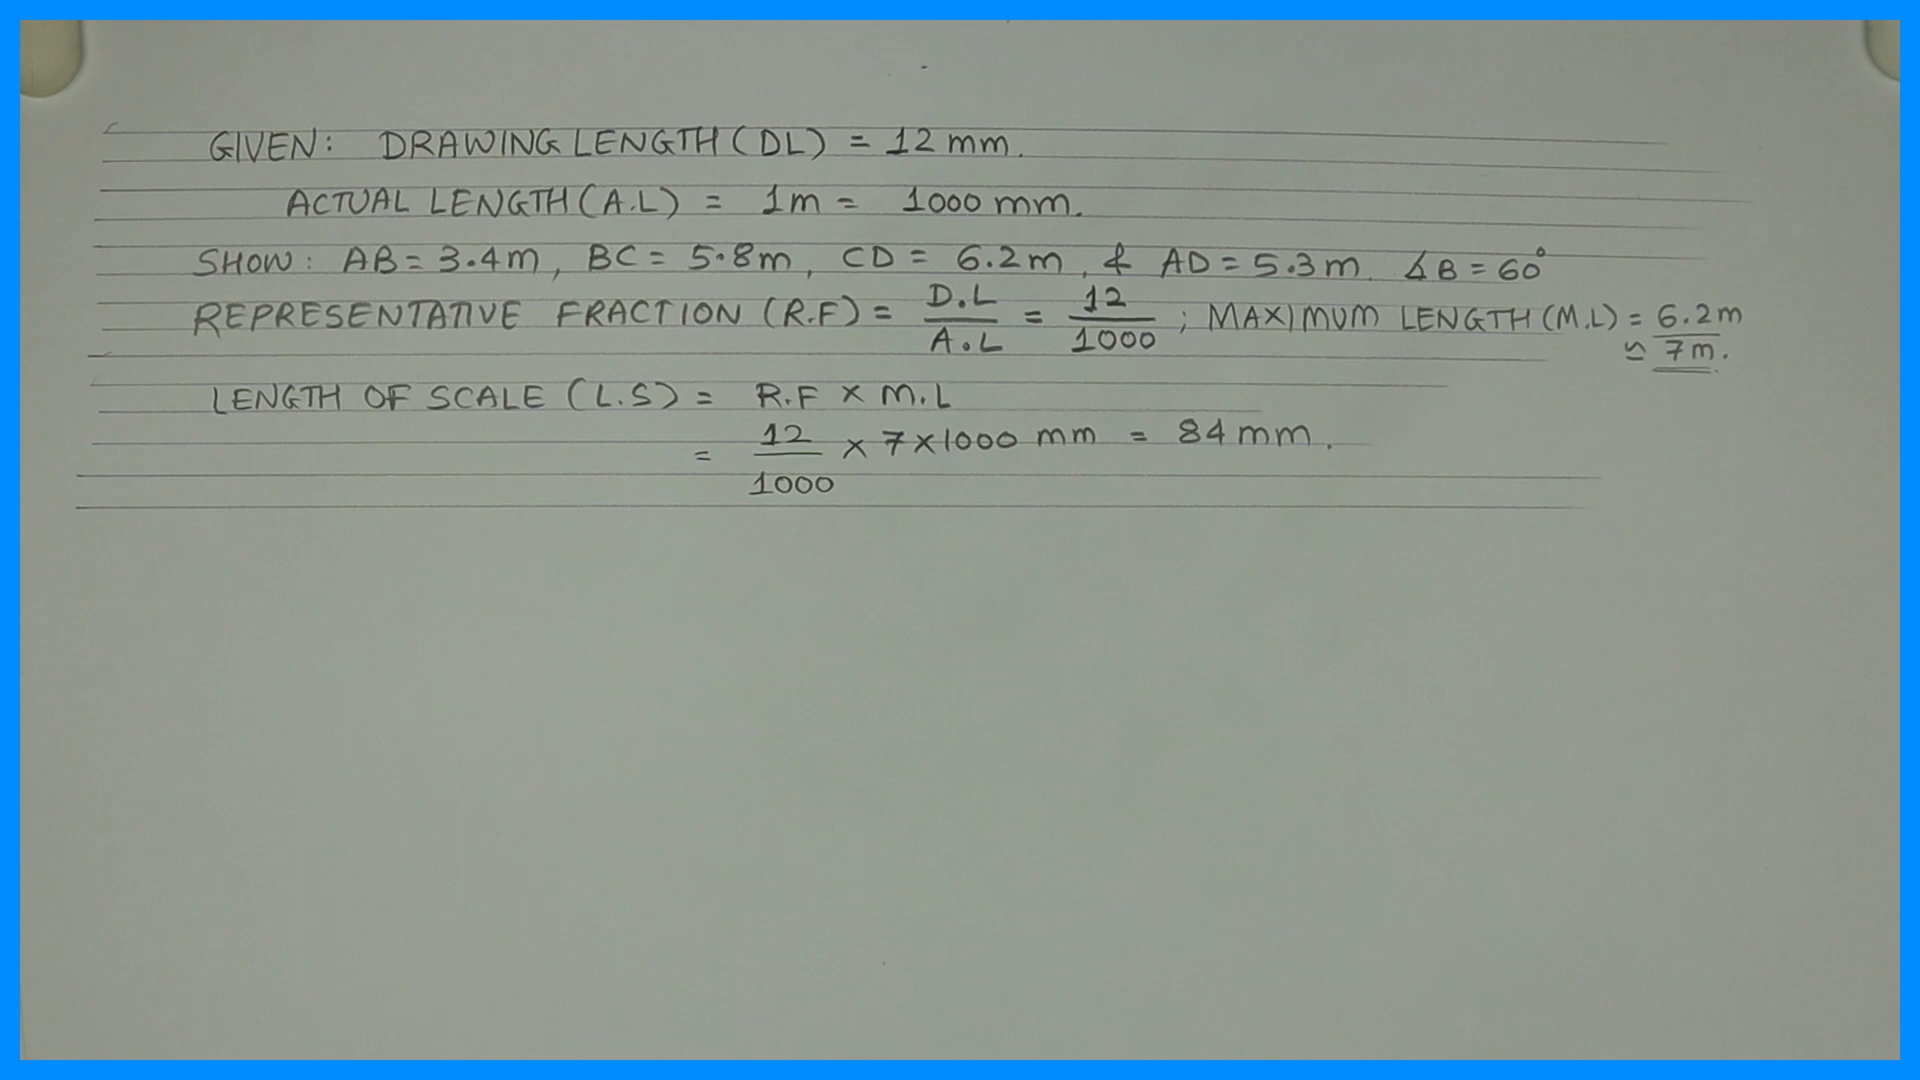 GIVEN: DRAWING LENGTH (DL) = 12 mm.
ACTUAL LENGTH (A.L) = 1m = 1000 mm.
SHOW: AB = 3.4m, BC = 5.8m, CD = 6.2m, & AD = 5.3m. ∡B = 60°
REPRESENTATIVE FRACTION (R.F) = D.L/A.L = 12/1000 ; MAXIMUM LENGTH (M.L) = 6.2m
≃ 7m.
LENGTH OF SCALE (L.S) = R.F × M.L
= 12/1000 × 7×1000 mm = 84 mm.